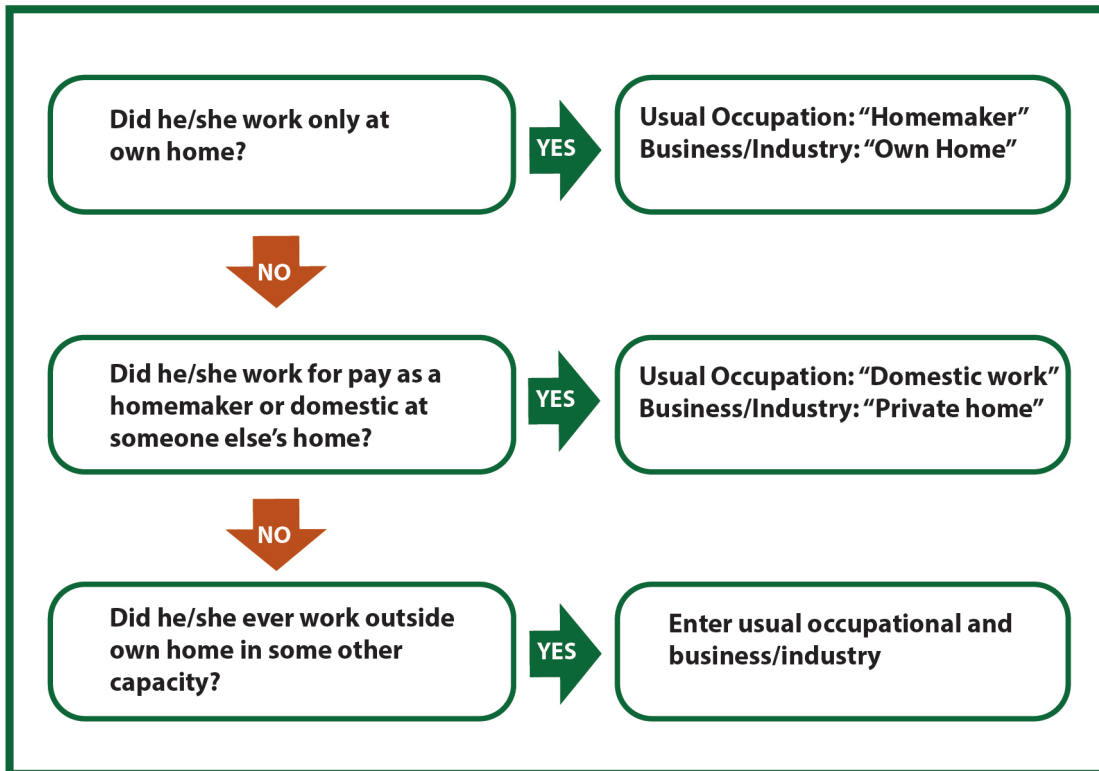 Did he/she work only at
own home?
YES
Usual Occupation: “Homemaker”
Business/Industry: “Own Home”
NO
Did he/she work for pay as a
homemaker or domestic at
someone else’s home?
YES
Usual Occupation: “Domestic work”
Business/Industry: “Private home”
NO
Did he/she ever work outside
own home in some other
capacity?
YES
Enter usual occupational and
business/industry